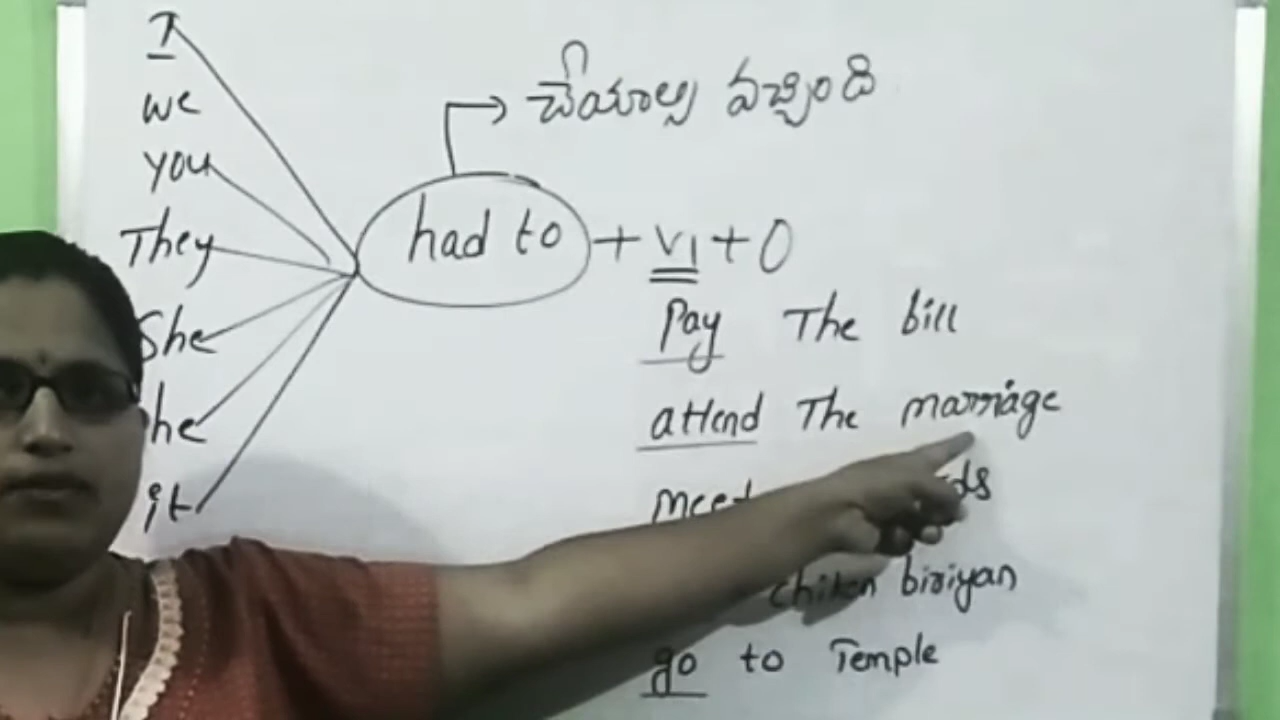 I
we
you
They
She
he
it
చేయాల్సి వచ్చింది
had to + V1 + O
Pay The bill
attend The marriage
meet
chiken biriyan
go to Temple